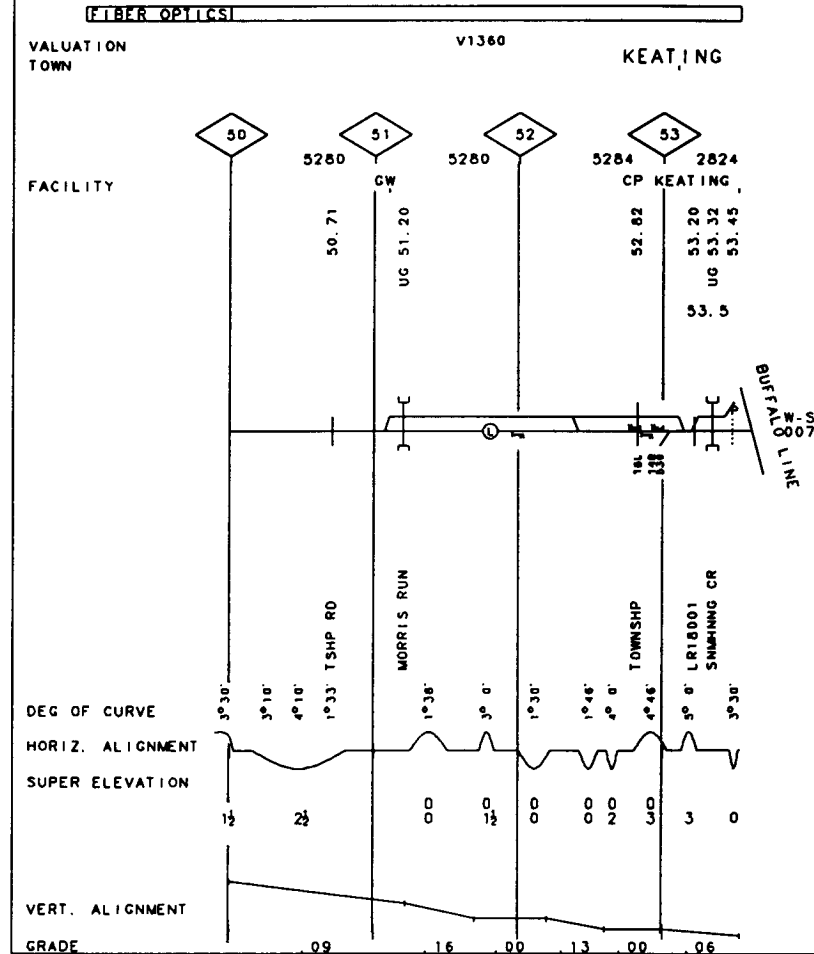 FIBER OPTICS
VALUATION V1360
TOWN KEATING
50 51 52 53
5280 5280 5284 2824
FACILITY GW CP KEATING
50.71 UG 51.20 52.82 53.20 UG 53.32 53.45
53.5
BUFFALO LINE
W-S
007
L
P
16L
TSHP RD MORRIS RUN TOWNSHP LR18001 SNMHNNG CR
DEG OF CURVE 3° 30' 3° 10' 4° 10' 1° 33' 1° 38' 3° 0' 1° 30' 1° 46' 4° 0' 4° 46' 5° 0' 3° 30'
HORIZ. ALIGNMENT
SUPER ELEVATION
0 0 0 0 0 0
1½ 2½ 0 1½ 0 0 2 3 3 0
VERT. ALIGNMENT
GRADE .09 .16 .00 .13 .00 .06